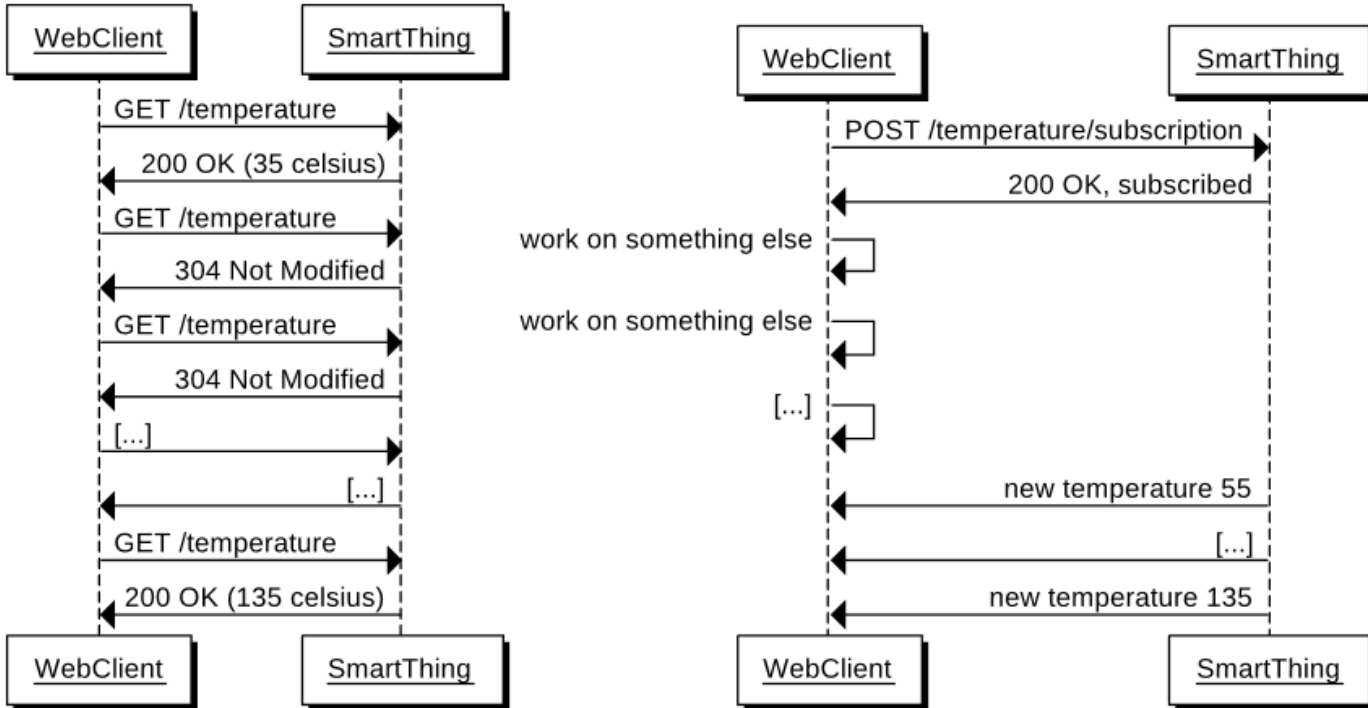 WebClient
SmartThing
GET /temperature
200 OK (35 celsius)
GET /temperature
304 Not Modified
GET /temperature
304 Not Modified
[...]
[...]
GET /temperature
200 OK (135 celsius)
WebClient
SmartThing
WebClient
SmartThing
POST /temperature/subscription
200 OK, subscribed
work on something else
work on something else
[...]
new temperature 55
[...]
new temperature 135
WebClient
SmartThing